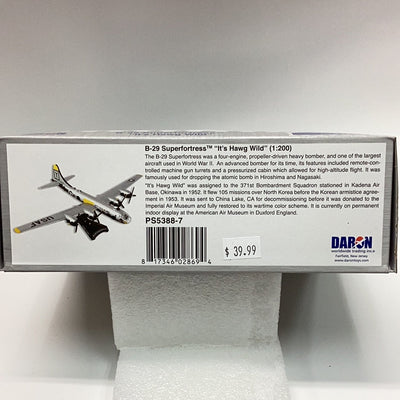 B-29 Superfortress™ "It's Hawg Wild" (1:200)
The B-29 Superfortress was a four-engine, propeller-driven heavy bomber, and one of the largest
aircraft used in World War II. An advanced bomber for its time, its features included remote-con-
trolled machine gun turrets and a pressurized cabin which allowed for high-altitude flight. It was
famously used for dropping the atomic bomb in Hiroshima and Nagasaki.
"It's Hawg Wild" was assigned to the 371st Bombardment Squadron stationed in Kadena Air
Base, Okinawa in 1952. It flew 105 missions over North Korea before the Korean armistice agree-
ment in 1953. It was sent to China Lake, CA for decommissioning before it was donated to the
Imperial Air Museum and fully restored to its wartime color scheme. It is currently on permanent
indoor display at the American Air Museum in Duxford England.
PS5388-7
USAF
$ 39.99
8 17346 02869 4
DARON
worldwide trading inc.
Fairfield, New Jersey
www.darontoys.com